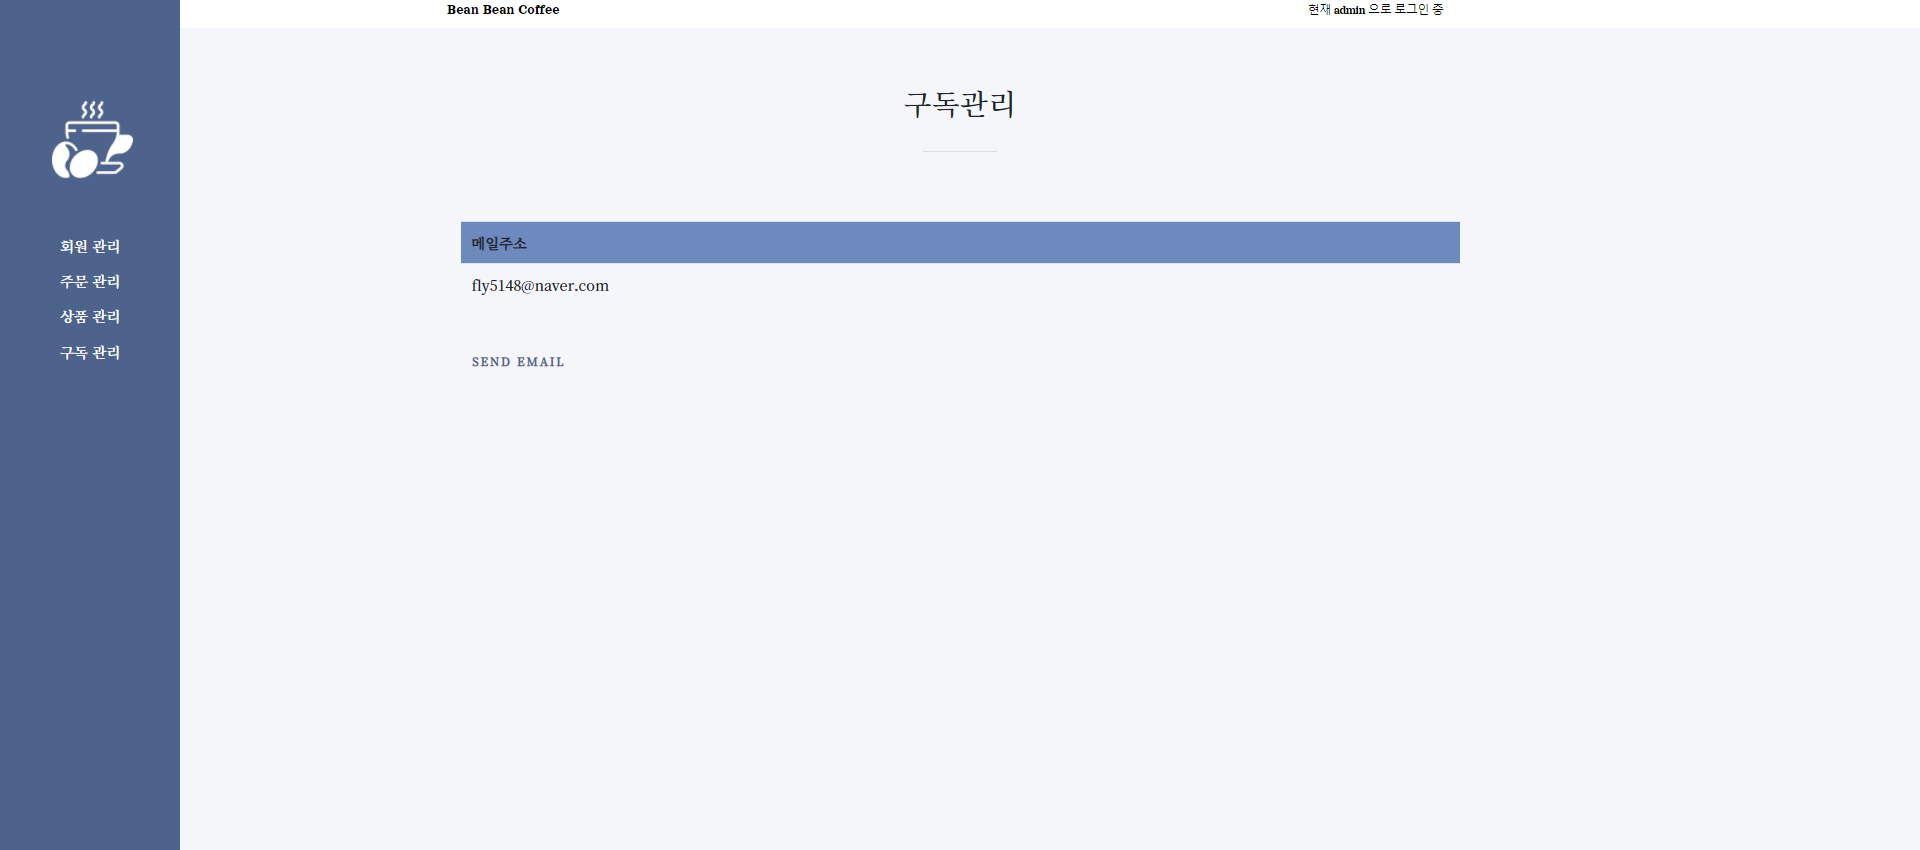 Bean Bean Coffee
현재 admin 으로 로그인 중
회원 관리
주문 관리
상품 관리
구독 관리
구독관리
메일주소
fly5148@naver.com
SEND EMAIL